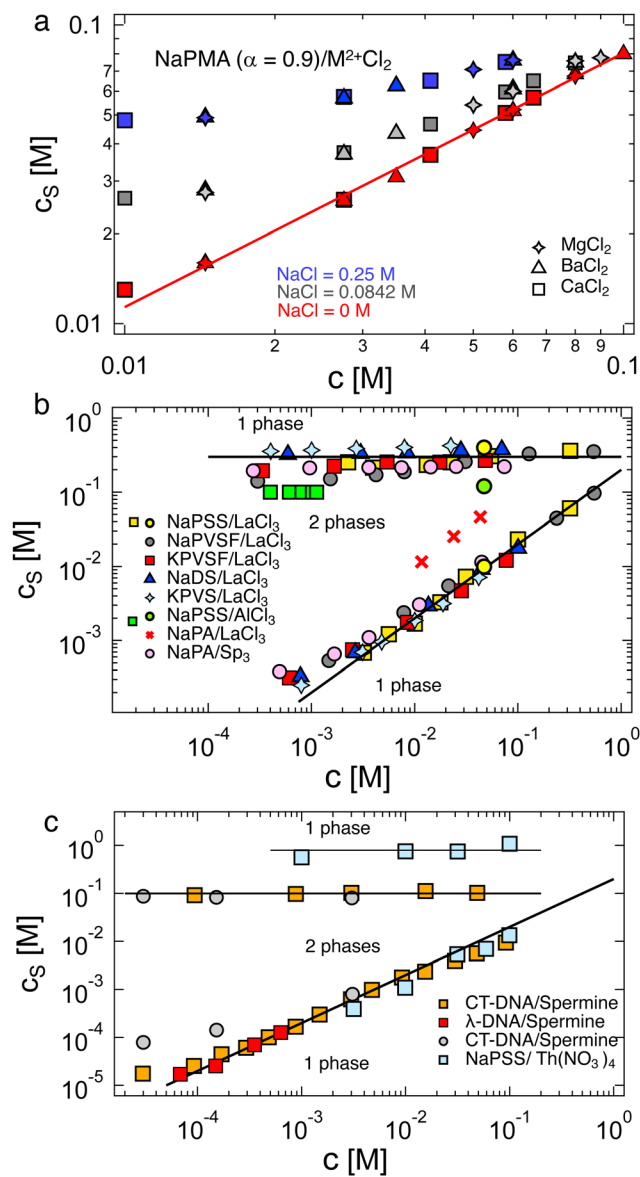 a
0.1
NaPMA (α = 0.9)/M²⁺Cl₂
7
6
5
4
3
2
0.01
c_S [M]
NaCl = 0.25 M
NaCl = 0.0842 M
NaCl = 0 M
MgCl₂
BaCl₂
CaCl₂
0.01
2
3
4
5
6
7
8
9
0.1
c [M]
b
10⁰
10⁻¹
10⁻²
10⁻³
c_S [M]
1 phase
2 phases
NaPSS/LaCl₃
NaPVSF/LaCl₃
KPVSF/LaCl₃
NaDS/LaCl₃
KPVS/LaCl₃
NaPSS/AlCl₃
NaPA/LaCl₃
NaPA/Sp₃
1 phase
10⁻⁴
10⁻³
10⁻²
10⁻¹
10⁰
c [M]
c
10⁰
10⁻¹
10⁻²
10⁻³
10⁻⁴
10⁻⁵
c_S [M]
1 phase
2 phases
CT-DNA/Spermine
λ-DNA/Spermine
CT-DNA/Spermine
NaPSS/ Th(NO₃)₄
1 phase
10⁻⁴
10⁻³
10⁻²
10⁻¹
10⁰
c [M]